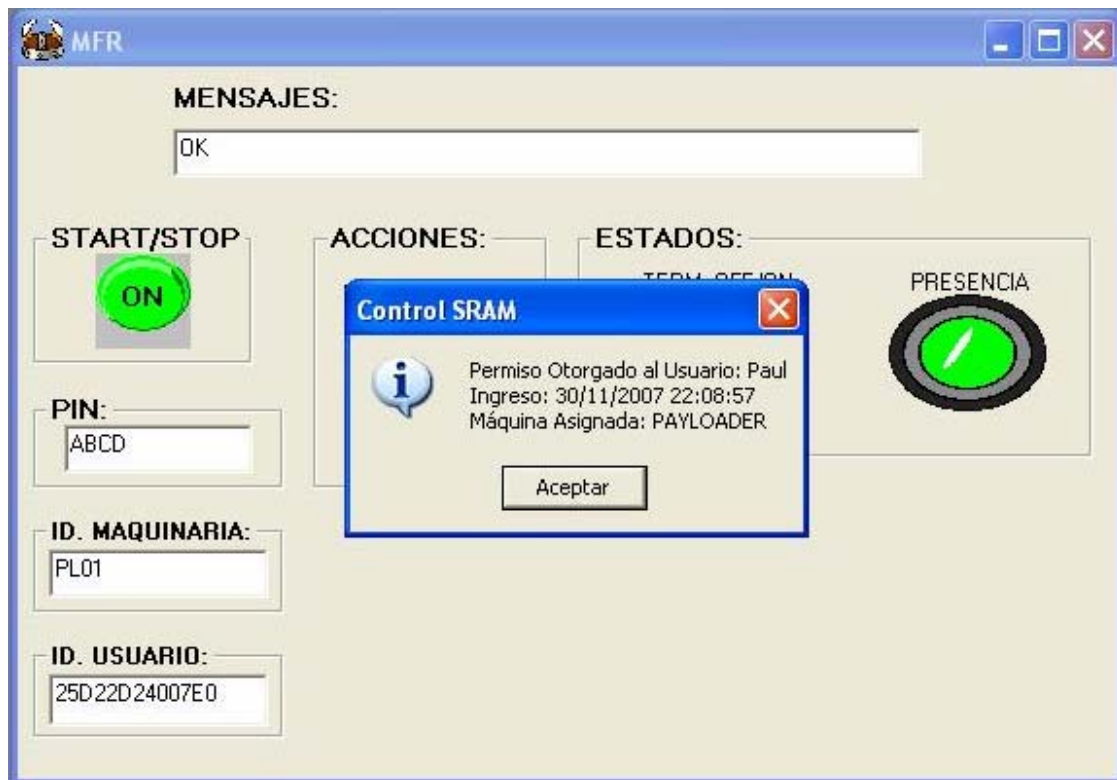 MFR
MENSAJES:
OK
START/STOP
ON
ACCIONES:
ESTADOS:
PRESENCIA
Control SRAM
Permiso Otorgado al Usuario: Paul
Ingreso: 30/11/2007 22:08:57
Máquina Asignada: PAYLOADER
Aceptar
PIN:
ABCD
ID. MAQUINARIA:
PL01
ID. USUARIO:
25D22D24007E0